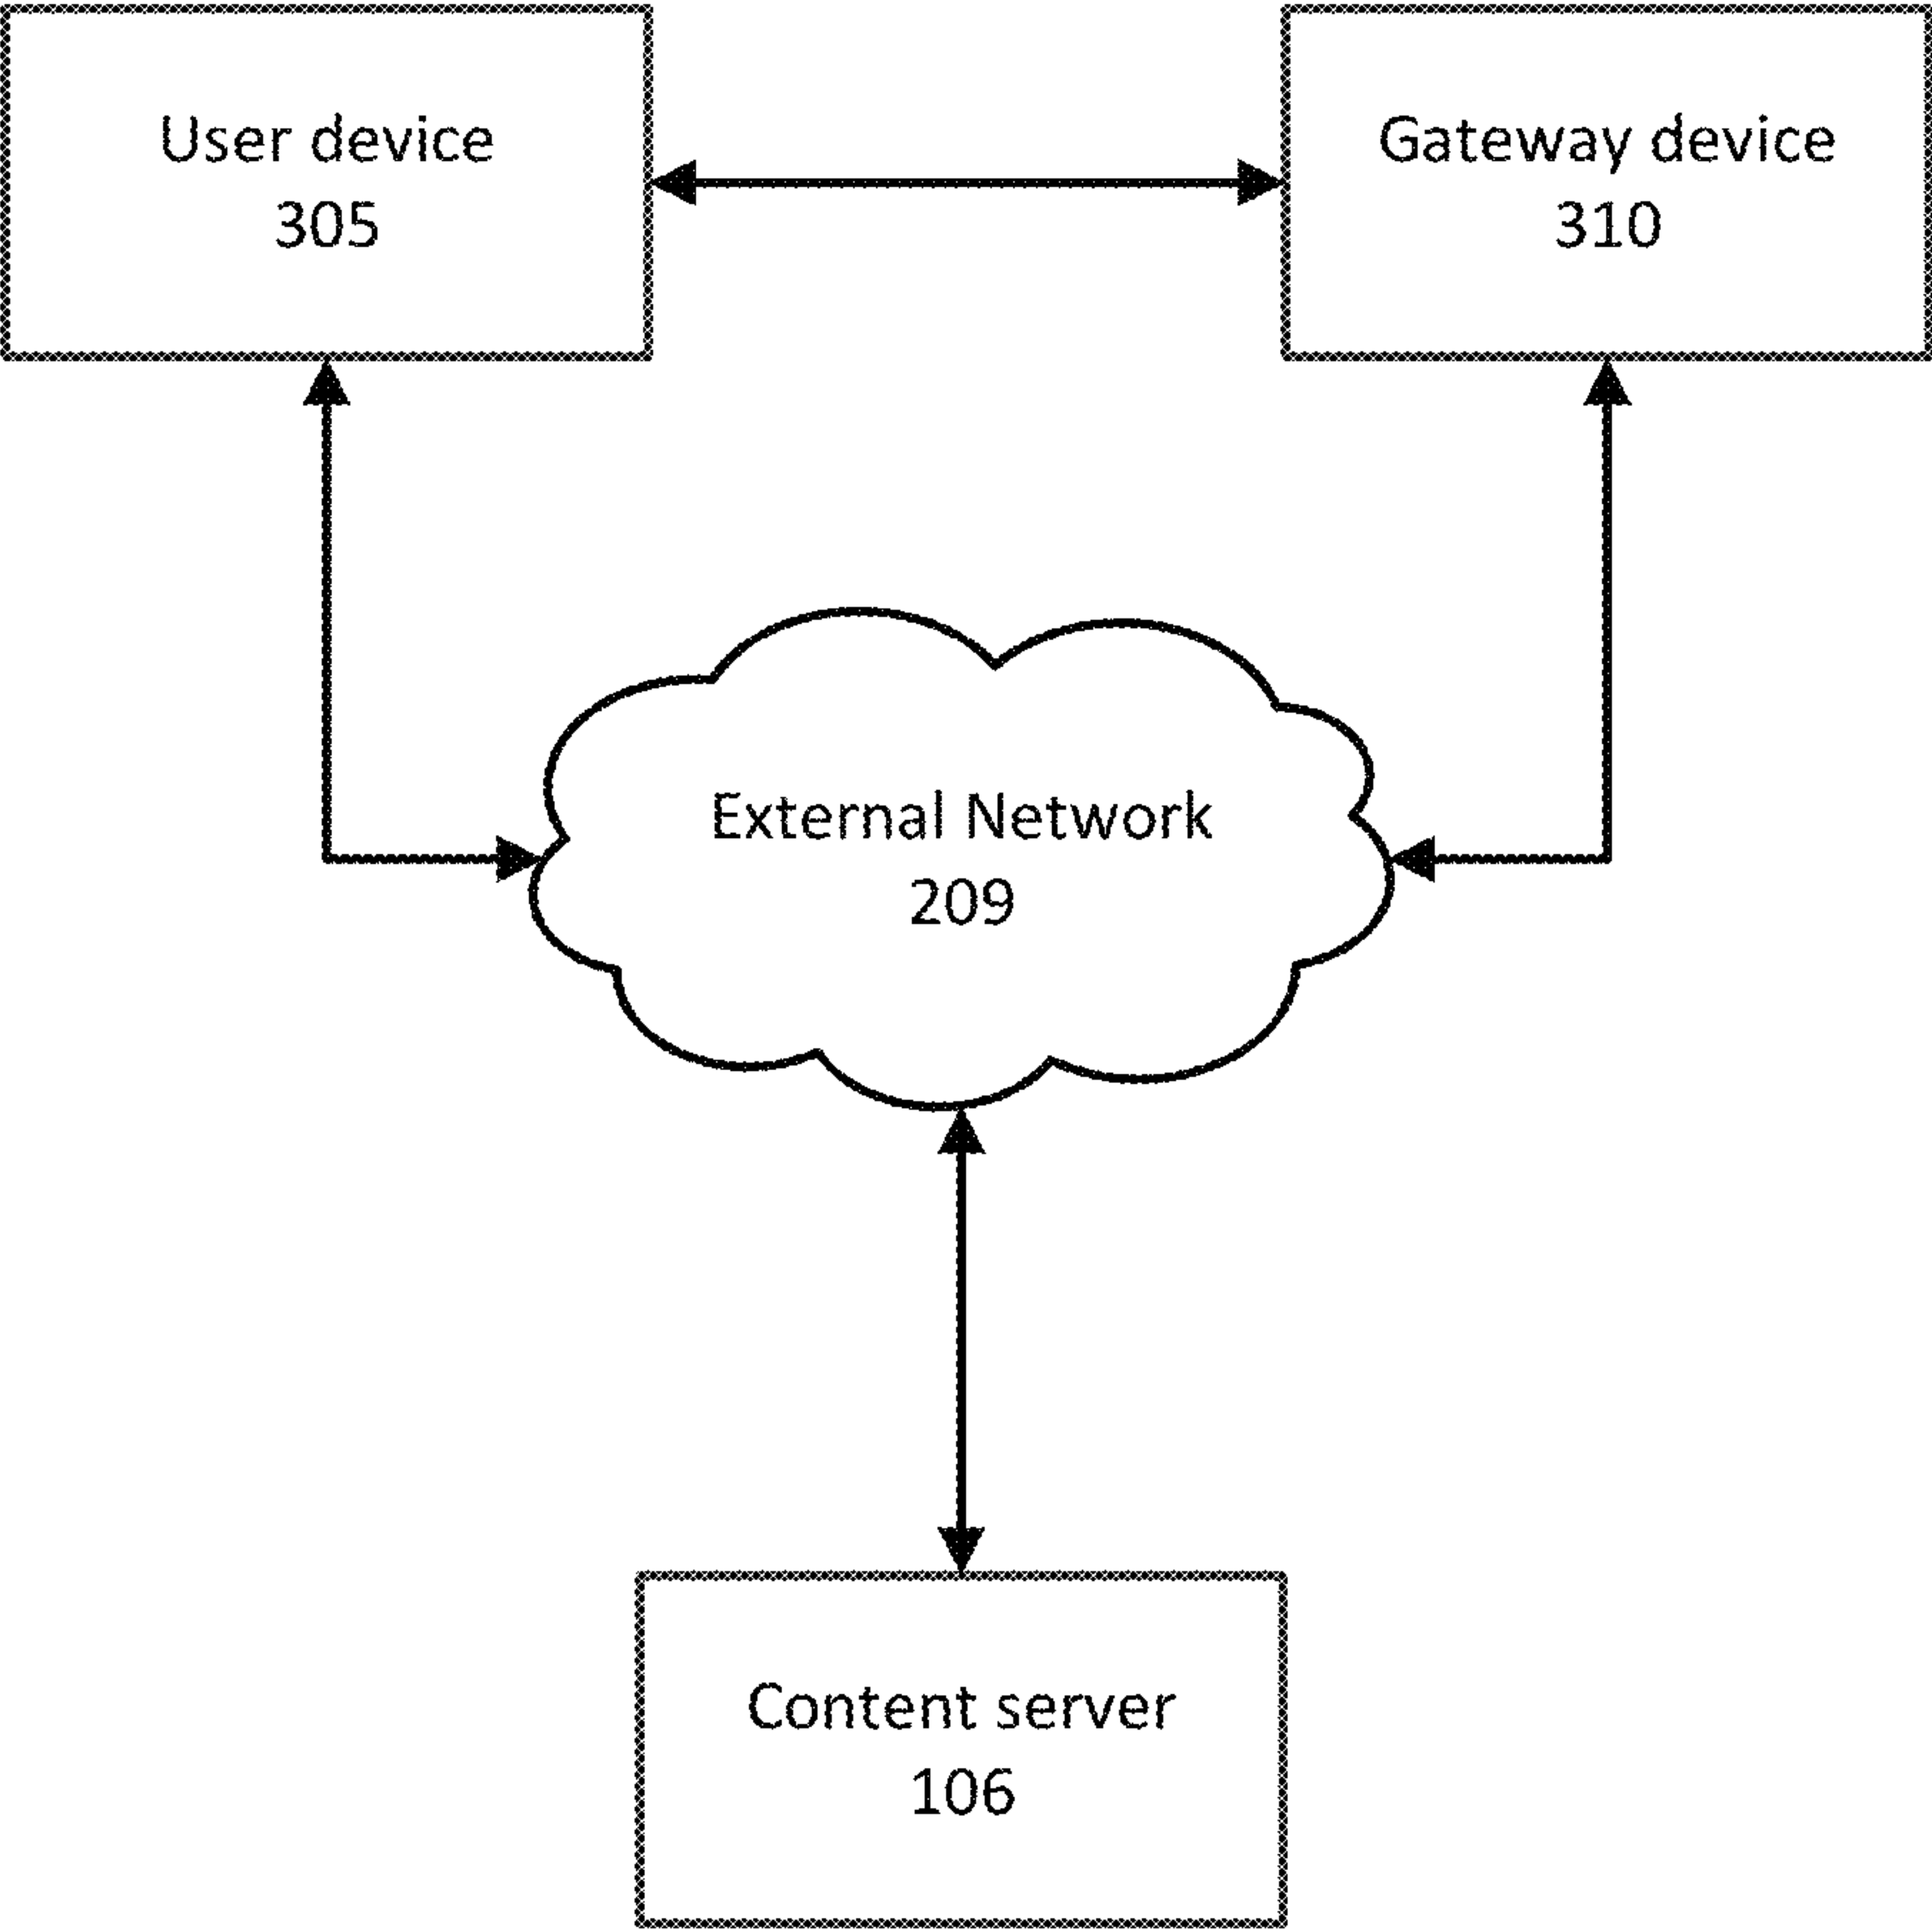 User device
305
Gateway device
310
External Network
209
Content server
106